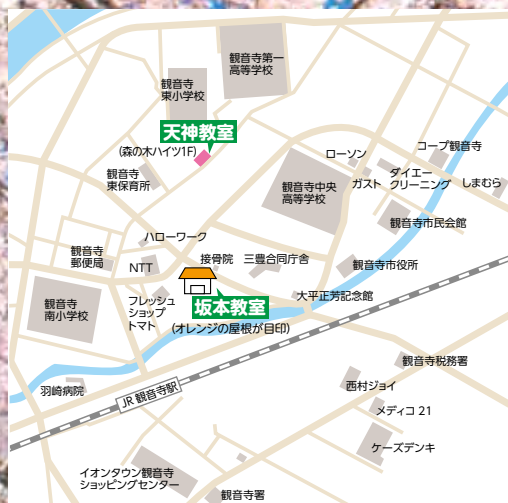 観音寺第一
高等学校
観音寺
東小学校
天神教室
(森の木ハイツ1F)
観音寺
東保育所
ローソン
コープ観音寺
ガスト
ダイエー
クリーニング
しまむら
観音寺中央
高等学校
観音寺市民会館
ハローワーク
観音寺
郵便局
NTT
接骨院
三豊合同庁舎
観音寺市役所
観音寺
南小学校
フレッシュ
ショップ
トマト
坂本教室
(オレンジの屋根が目印)
大平正芳記念館
羽崎病院
JR 観音寺駅
観音寺税務署
西村ジョイ
メディコ 21
ケーズデンキ
イオンタウン観音寺
ショッピングセンター
観音寺署